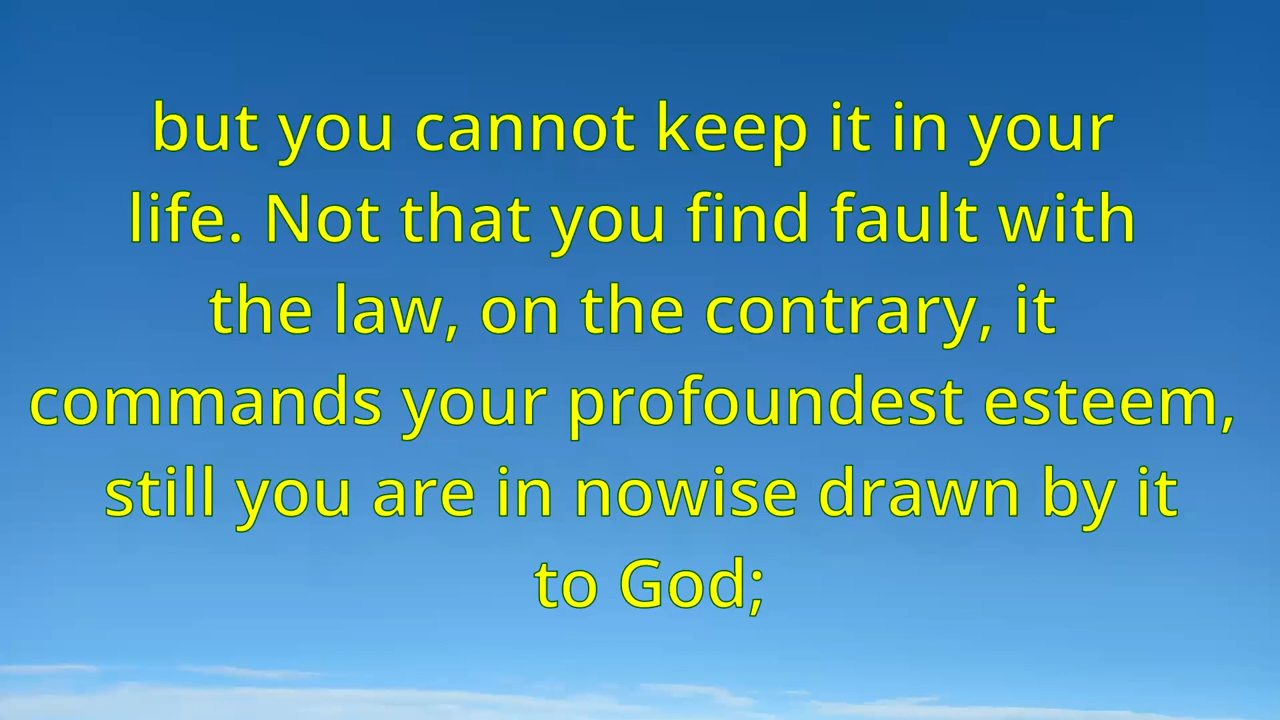 but you cannot keep it in your
life. Not that you find fault with
the law, on the contrary, it
commands your profoundest esteem,
still you are in nowise drawn by it
to God;